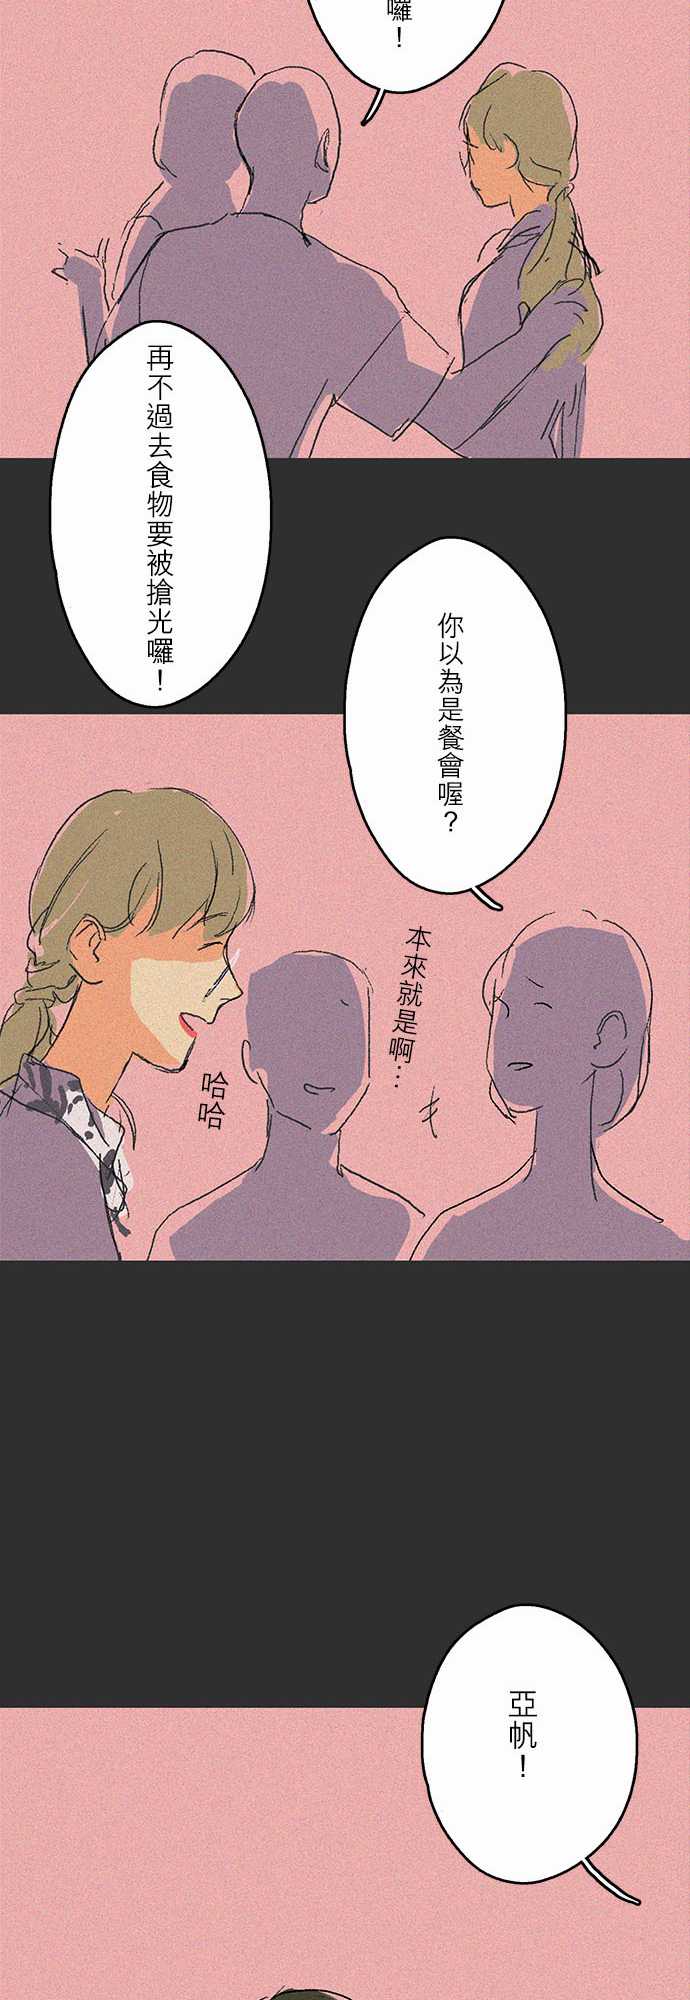 囉！
再不過去食物要被搶光囉！
你以為是餐會喔？
本來就是啊…
哈哈
亞帆！